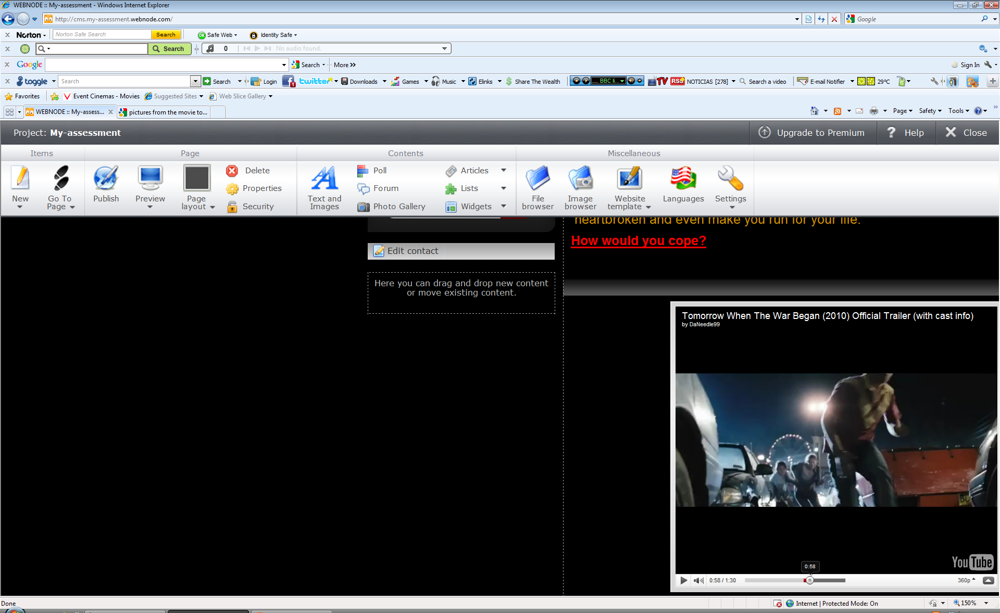 WEBNODE :: My-assessment - Windows Internet Explorer
http://cms.my-assessment.webnode.com/
Google
Norton Norton Safe Search Search OK Safe Web Identity Safe
Search 0 No audio found.
Google Search More >> Sign In
toggle Search Search Login 1 twitter Downloads Games Music Elinks Share The Wealth .... BBC li... TV RSS NOTICIAS [278] Search a video E-mail Notifier 29°C
Favorites Event Cinemas - Movies Suggested Sites Web Slice Gallery
WEBNODE :: My-assess... pictures from the movie to... Page Safety Tools
Project: My-assessment Upgrade to Premium ? Help Close
Items Page Contents Miscellaneous
New Go To Page Publish Preview Page layout Delete Properties Security
Text and Images Poll Forum Photo Gallery Articles Lists Widgets
File browser Image browser Website template Languages Settings
heartbroken and even make you run for your life.
How would you cope?
Edit contact
Here you can drag and drop new content
or move existing content.
Tomorrow When The War Began (2010) Official Trailer (with cast info)
by DaNeedle99
YouTube
0:58
0:58 / 1:30 360p
Done Internet | Protected Mode: On 150%